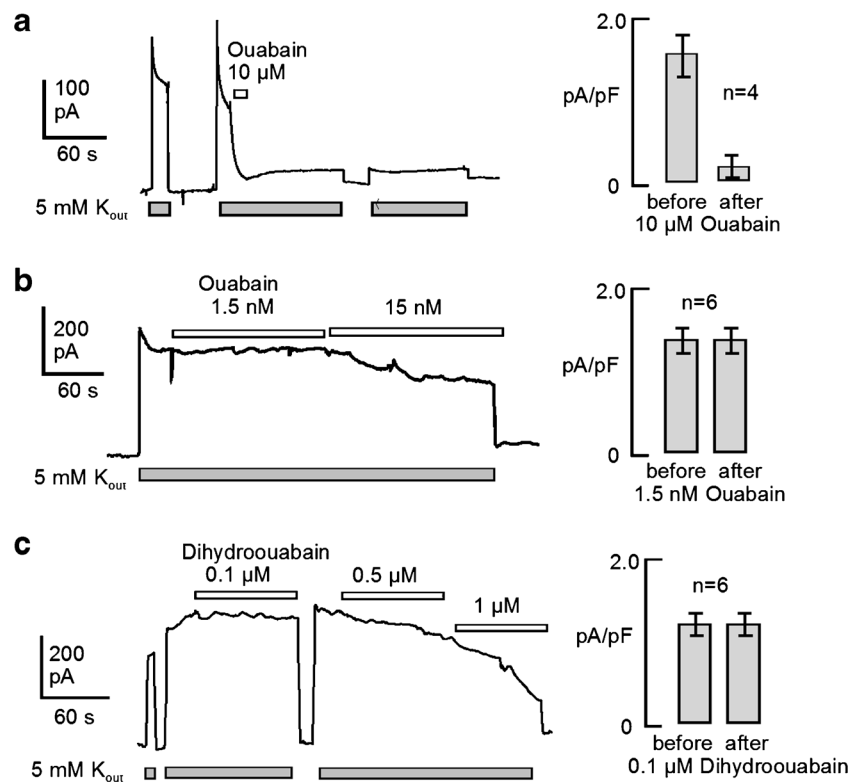 a
Ouabain
10 µM
100
pA
60 s
5 mM Kout
2.0
pA/pF
n=4
0
before after
10 µM Ouabain
b
Ouabain
1.5 nM 15 nM
200
pA
60 s
5 mM Kout
2.0
n=6
pA/pF
0
before after
1.5 nM Ouabain
c
Dihydroouabain
0.1 µM 0.5 µM
1 µM
200
pA
60 s
5 mM Kout
2.0
n=6
pA/pF
0
before after
0.1 µM Dihydroouabain